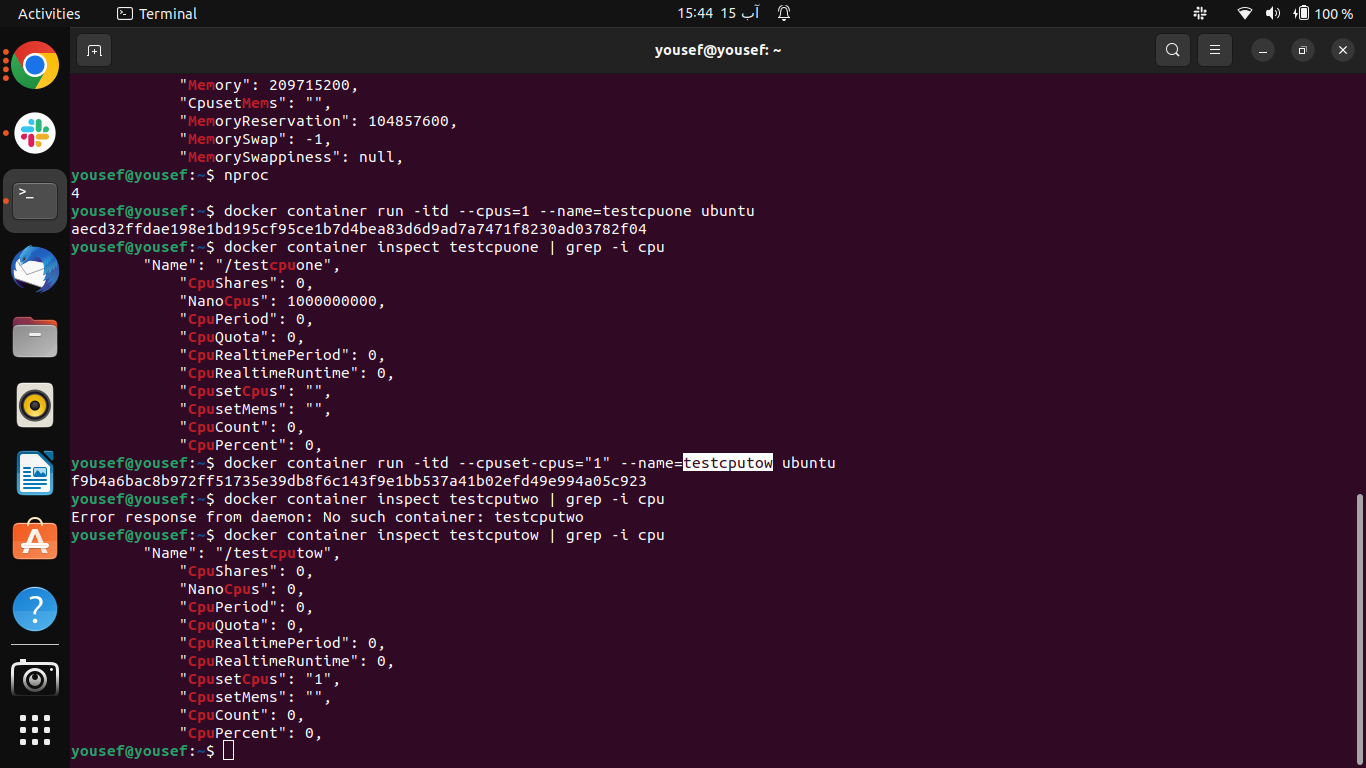 Activities
Terminal
15:44 15 آب
100 %
yousef@yousef: ~
"Memory": 209715200,
"CpusetMems": "",
"MemoryReservation": 104857600,
"MemorySwap": -1,
"MemorySwappiness": null,
yousef@yousef:~$ nproc
4
yousef@yousef:~$ docker container run -itd --cpus=1 --name=testcpuone ubuntu
aecd32ffdae198e1bd195cf95ce1b7d4bea83d6d9ad7a7471f8230ad03782f04
yousef@yousef:~$ docker container inspect testcpuone | grep -i cpu
"Name": "/testcpuone",
"CpuShares": 0,
"NanoCpus": 1000000000,
"CpuPeriod": 0,
"CpuQuota": 0,
"CpuRealtimePeriod": 0,
"CpuRealtimeRuntime": 0,
"CpusetCpus": "",
"CpusetMems": "",
"CpuCount": 0,
"CpuPercent": 0,
yousef@yousef:~$ docker container run -itd --cpuset-cpus="1" --name=testcputow ubuntu
f9b4a6bac8b972ff51735e39db8f6c143f9e1bb537a41b02efd49e994a05c923
yousef@yousef:~$ docker container inspect testcputwo | grep -i cpu
Error response from daemon: No such container: testcputwo
yousef@yousef:~$ docker container inspect testcputow | grep -i cpu
"Name": "/testcputow",
"CpuShares": 0,
"NanoCpus": 0,
"CpuPeriod": 0,
"CpuQuota": 0,
"CpuRealtimePeriod": 0,
"CpuRealtimeRuntime": 0,
"CpusetCpus": "1",
"CpusetMems": "",
"CpuCount": 0,
"CpuPercent": 0,
yousef@yousef:~$